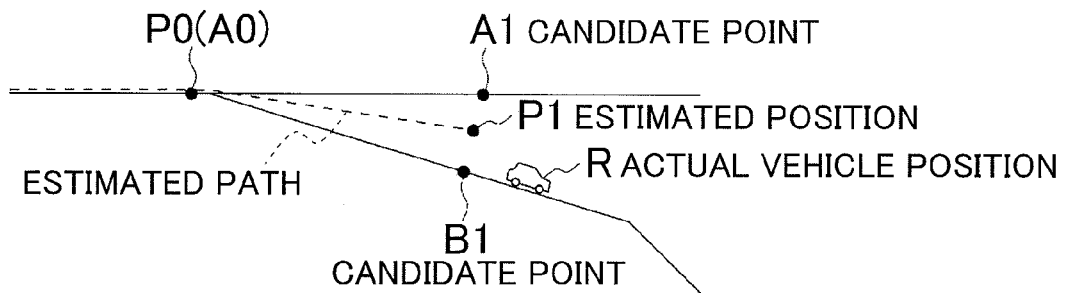 P0(A0)
A1 CANDIDATE POINT
P1 ESTIMATED POSITION
R ACTUAL VEHICLE POSITION
ESTIMATED PATH
B1
CANDIDATE POINT